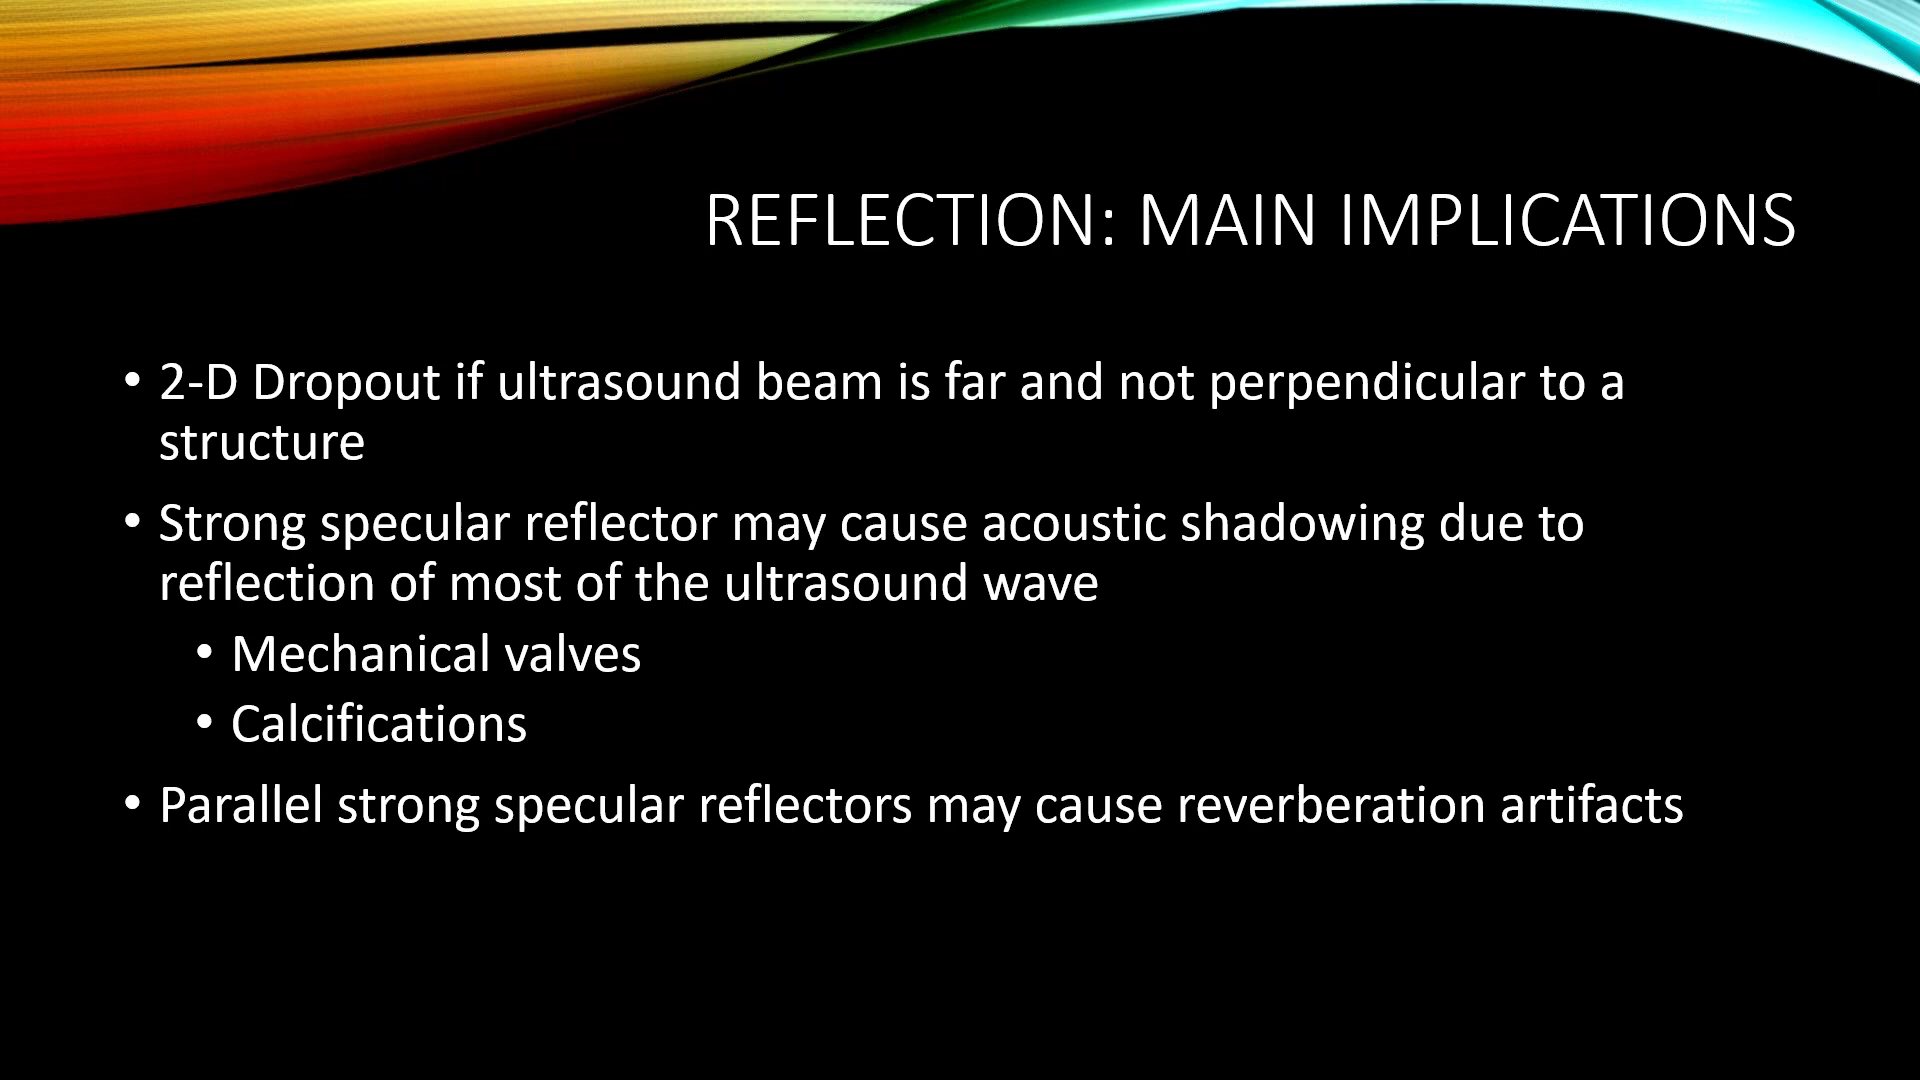 REFLECTION: MAIN IMPLICATIONS
• 2-D Dropout if ultrasound beam is far and not perpendicular to a
structure
• Strong specular reflector may cause acoustic shadowing due to
reflection of most of the ultrasound wave
• Mechanical valves
• Calcifications
• Parallel strong specular reflectors may cause reverberation artifacts